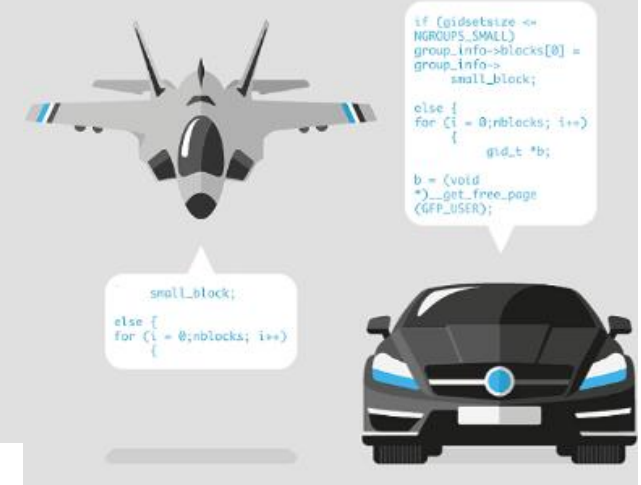 if (gidsetsize <=
NGROUPS_SMALL)
group_info->blocks[0] =
group_info->
small_block;
else {
for (i = 0;nblocks; i++)
{
gid_t *b;
b = (void
*)__get_free_page
(GFP_USER);
small_block;
else {
for (i = 0;nblocks; i++)
{